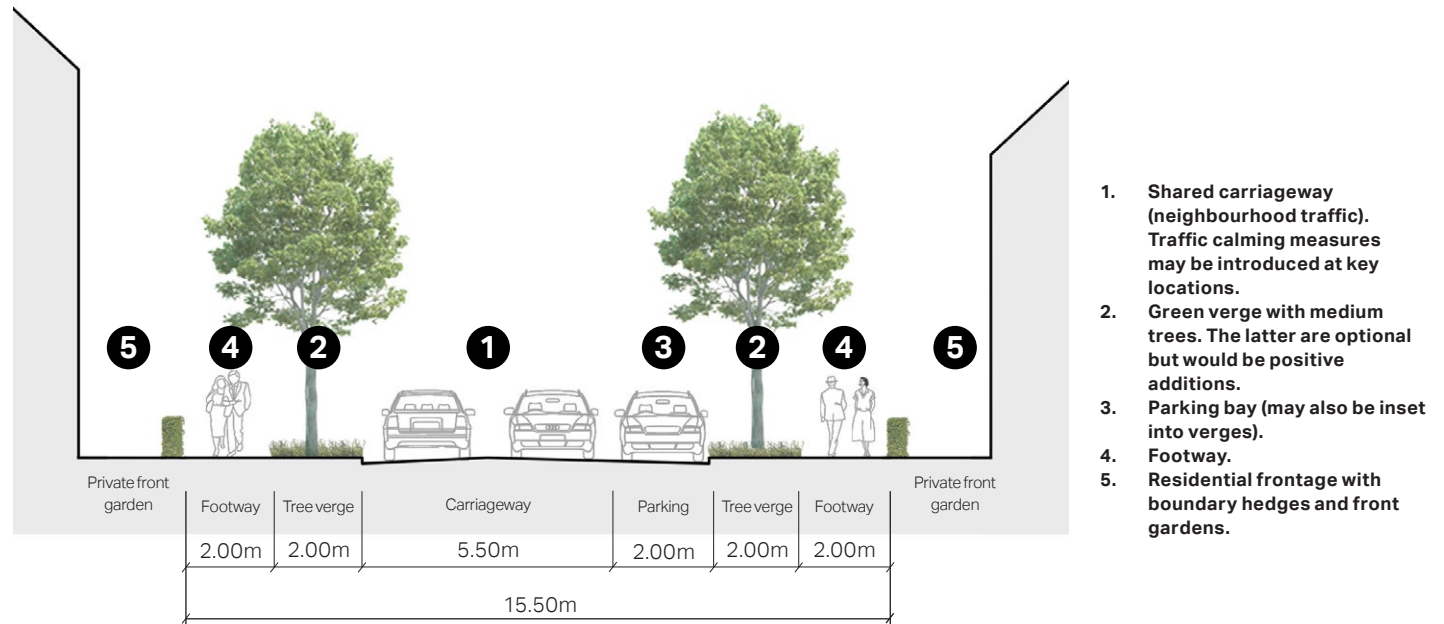 5 4 2 1 3 2 4 5
Private front
garden
Footway
Tree verge
Carriageway
Parking
Tree verge
Footway
Private front
garden
2.00m 2.00m 5.50m 2.00m 2.00m 2.00m
15.50m
1. Shared carriageway
(neighbourhood traffic).
Traffic calming measures
may be introduced at key
locations.
2. Green verge with medium
trees. The latter are optional
but would be positive
additions.
3. Parking bay (may also be inset
into verges).
4. Footway.
5. Residential frontage with
boundary hedges and front
gardens.